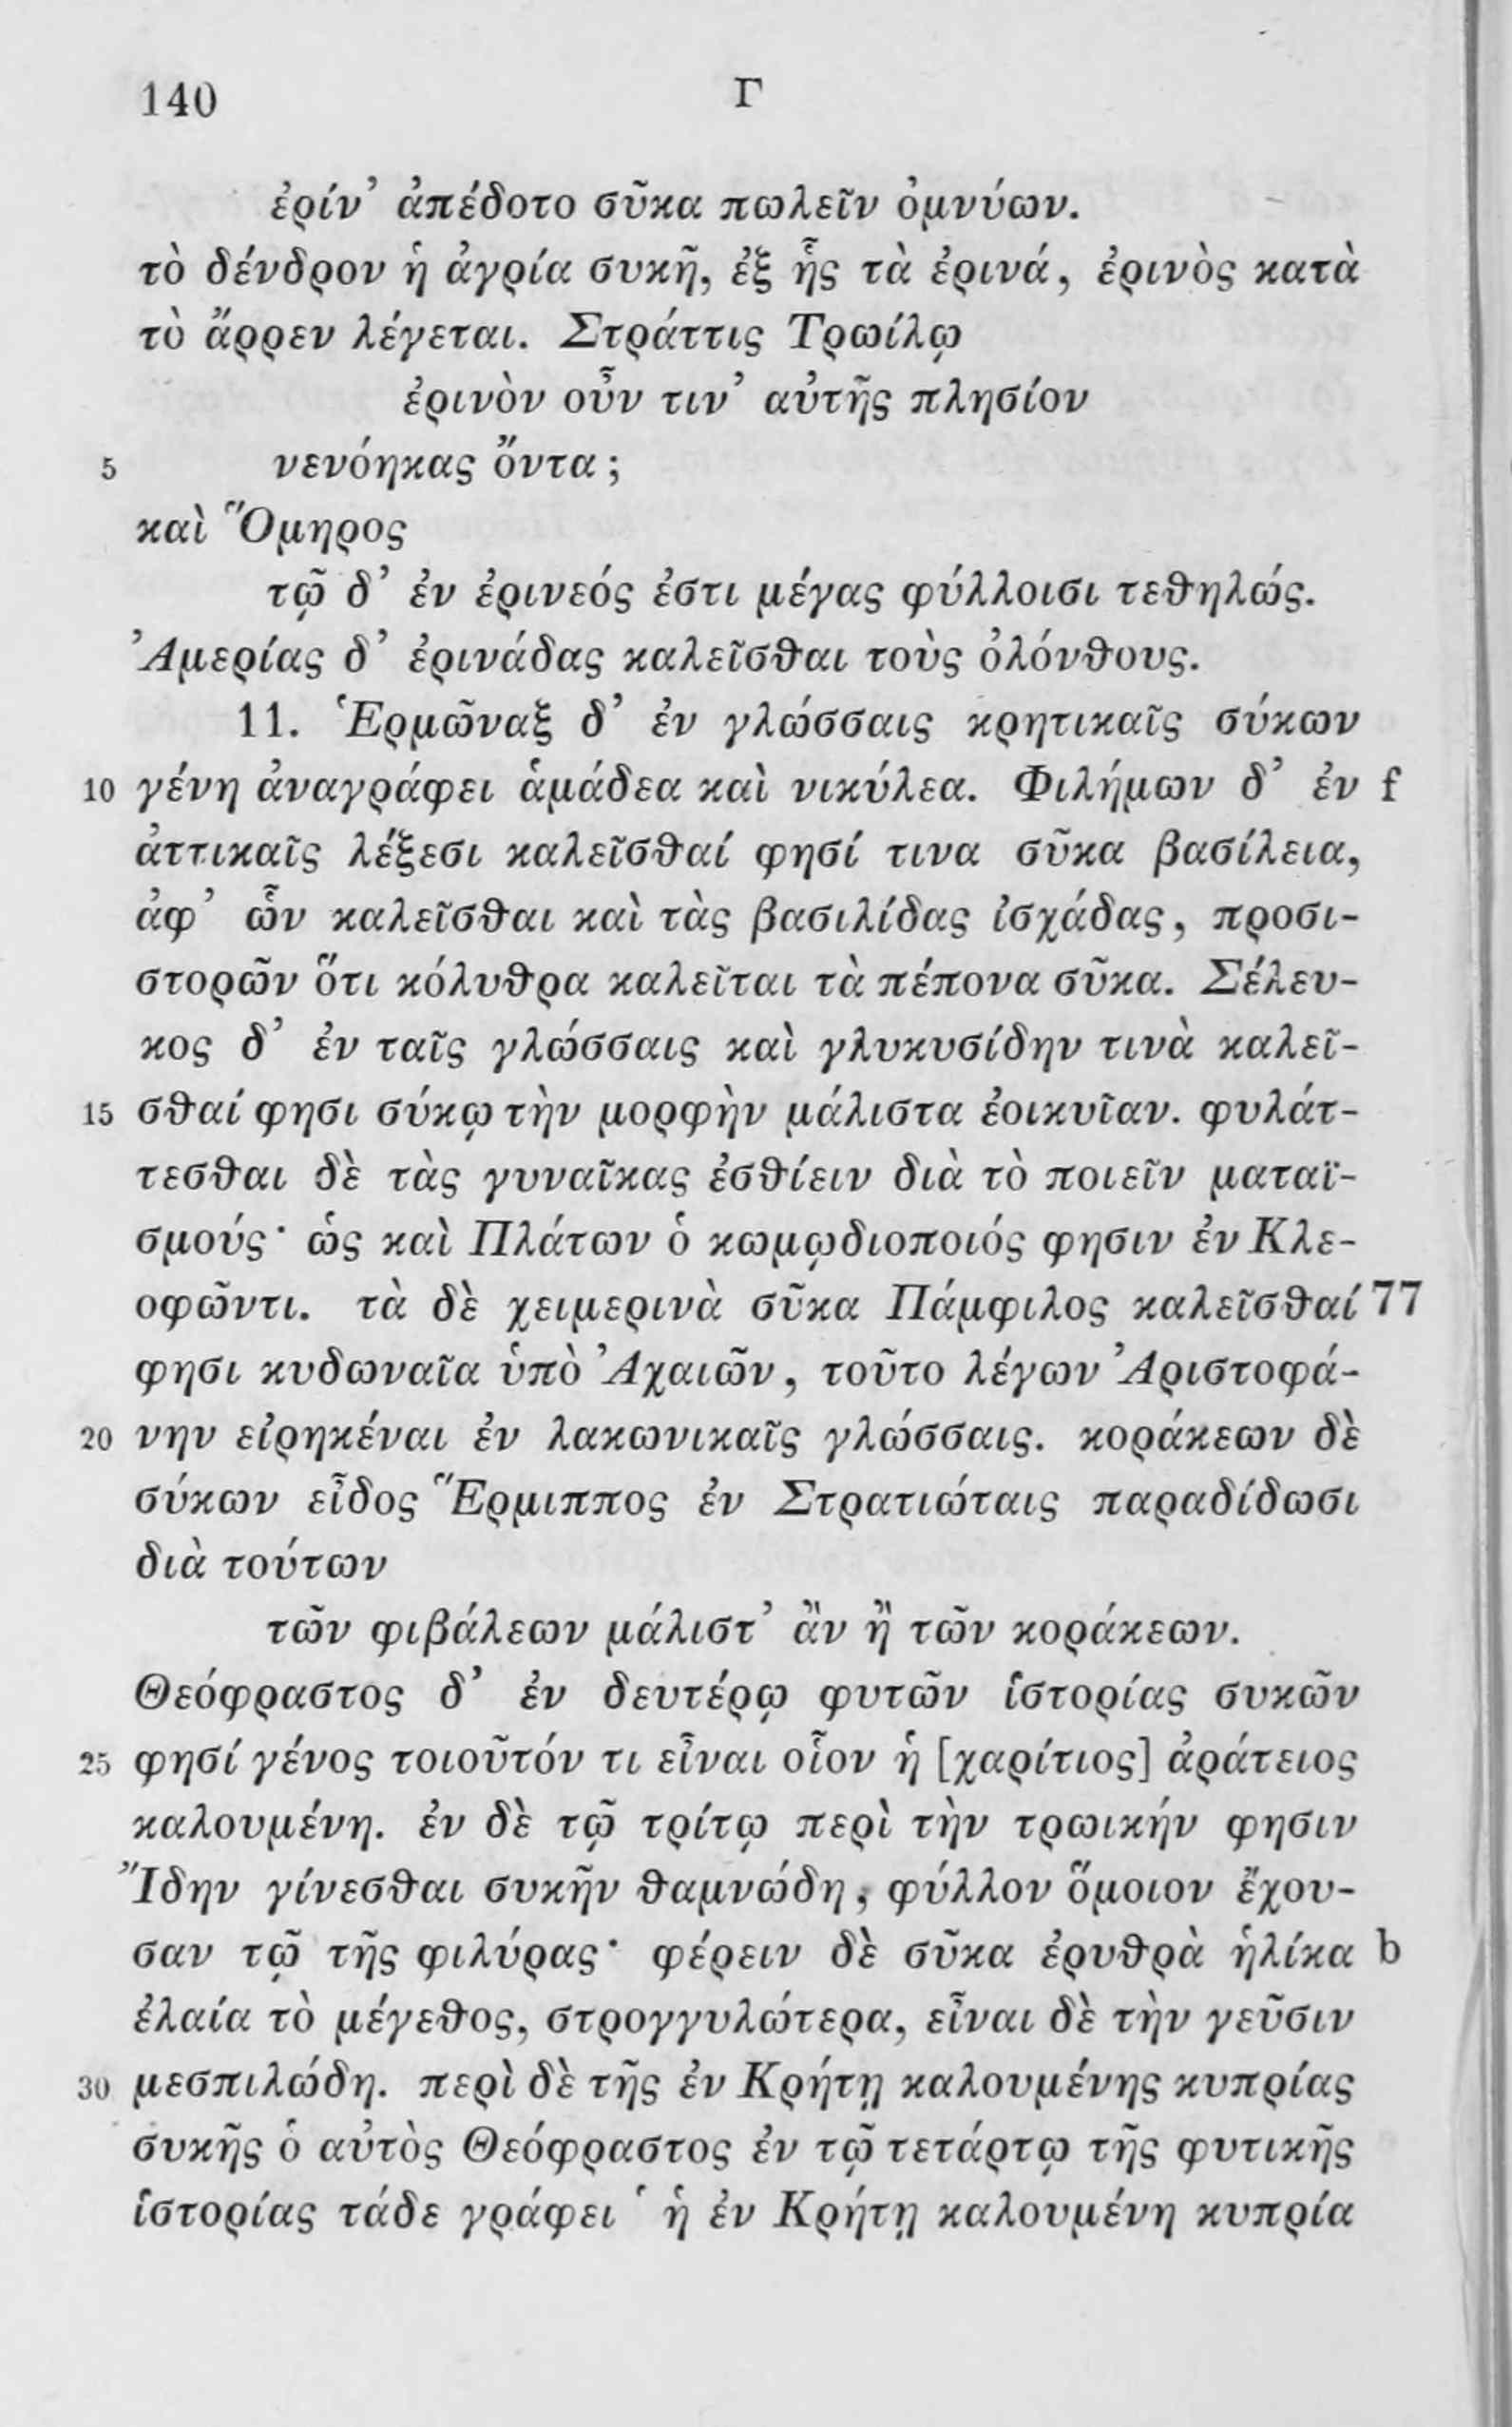 140
Γ
ἐρίν’ ἀπέδοτο σῦκα πωλεῖν ὀμνύων.
τὸ δένδρον ἡ ἀγρία συκῆ, ἐξ ἧς τὰ ἐρινά, ἐρινὸς κατὰ
τὸ ἄρρεν λέγεται. Στράττις Τρωίλῳ
ἐρινὸν οὖν τιν’ αὐτῆς πλησίον
5 νενόηκας ὄντα;
καὶ Ὅμηρος
τῷ δ’ ἐν ἐρινεός ἐστι μέγας φύλλοισι τεθηλώς.
Ἀμερίας δ’ ἐρινάδας καλεῖσθαι τοὺς ὀλόνθους.
11. Ἑρμῶναξ δ’ ἐν γλώσσαις κρητικαῖς σύκων
10 γένη ἀναγράφει ἁμάδεα καὶ νικύλεα. Φιλήμων δ’ ἐν f
ἀττικαῖς λέξεσι καλεῖσθαί φησί τινα σῦκα βασίλεια,
ἀφ’ ὧν καλεῖσθαι καὶ τὰς βασιλίδας ἰσχάδας, προσι-
στορῶν ὅτι κόλυθρα καλεῖται τὰ πέπονα σῦκα. Σέλευ-
κος δ’ ἐν ταῖς γλώσσαις καὶ γλυκυσίδην τινὰ καλεῖ-
15 σθαί φησι σύκῳ τὴν μορφὴν μάλιστα ἐοικυῖαν. φυλάτ-
τεσθαι δὲ τὰς γυναῖκας ἐσθίειν διὰ τὸ ποιεῖν ματαϊ-
σμούς· ὡς καὶ Πλάτων ὁ κωμῳδιοποιός φησιν ἐν Κλε-
οφῶντι. τὰ δὲ χειμερινὰ σῦκα Πάμφιλος καλεῖσθαί 77
φησι κυδωναῖα ὑπὸ Ἀχαιῶν, τοῦτο λέγων Ἀριστοφά-
20 νην εἰρηκέναι ἐν λακωνικαῖς γλώσσαις. κοράκεων δὲ
σύκων εἶδος Ἕρμιππος ἐν Στρατιώταις παραδίδωσι
διὰ τούτων
τῶν φιβάλεων μάλιστ’ ἂν ἢ τῶν κοράκεων.
Θεόφραστος δ’ ἐν δευτέρῳ φυτῶν ἱστορίας συκῶν
25 φησί γένος τοιοῦτόν τι εἶναι οἷον ἡ [χαρίτιος] ἀράτειος
καλουμένη. ἐν δὲ τῷ τρίτῳ περὶ τὴν τρωικήν φησιν
Ἴδην γίνεσθαι συκῆν θαμνώδη, φύλλον ὅμοιον ἔχου-
σαν τῷ τῆς φιλύρας· φέρειν δὲ σῦκα ἐρυθρὰ ἡλίκα b
ἐλαία τὸ μέγεθος, στρογγυλώτερα, εἶναι δὲ τὴν γεῦσιν
30 μεσπιλώδη. περὶ δὲ τῆς ἐν Κρήτῃ καλουμένης κυπρίας
συκῆς ὁ αὐτὸς Θεόφραστος ἐν τῷ τετάρτῳ τῆς φυτικῆς
ἱστορίας τάδε γράφει ‘ ἡ ἐν Κρήτῃ καλουμένη κυπρία